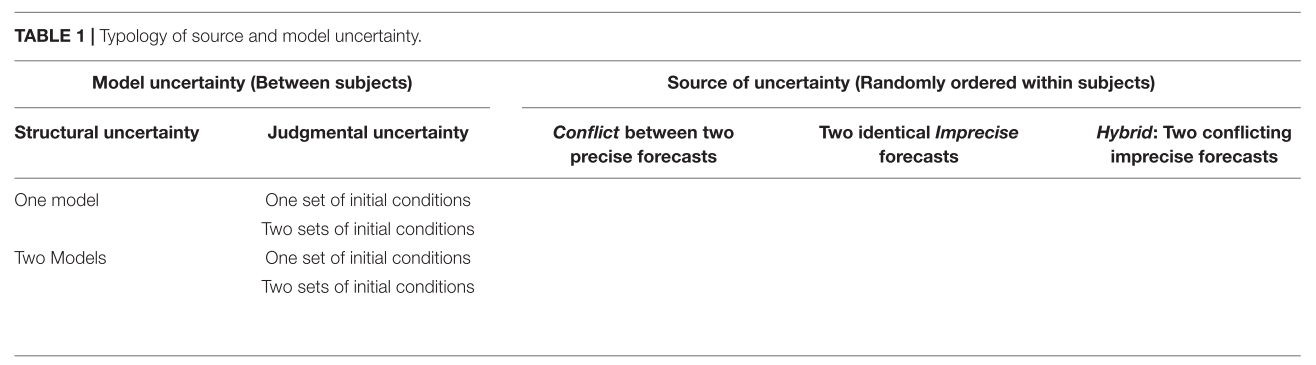 TABLE 1 | Typology of source and model uncertainty.
Model uncertainty (Between subjects) Source of uncertainty (Randomly ordered within subjects)
Structural uncertainty Judgmental uncertainty Conflict between two precise forecasts Two identical Imprecise forecasts Hybrid: Two conflicting imprecise forecasts
One model One set of initial conditions
Two sets of initial conditions
Two Models One set of initial conditions
Two sets of initial conditions